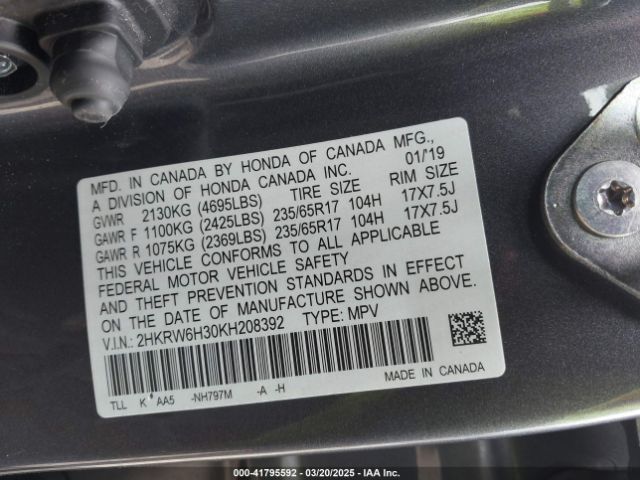 MFD. IN CANADA BY HONDA OF CANADA MFG.,
A DIVISION OF HONDA CANADA INC. 01/'19
GVWR 2130KG (4695LBS) TIRE SIZE RIM SIZE
GAWR F 1100KG (2425LBS) 235/65R17 104H 17X7.5J
GAWR R 1075KG (2369LBS) 235/65R17 104H 17X7.5J
THIS VEHICLE CONFORMS TO ALL APPLICABLE
FEDERAL MOTOR VEHICLE SAFETY
AND THEFT PREVENTION STANDARDS IN EFFECT
ON THE DATE OF MANUFACTURE SHOWN ABOVE.
V.I.N.: 2HKRW6H30KH208392 TYPE: MPV
TLL K*AA5 -NH797M -A -H MADE IN CANADA
000-41795592 — 03/20/2025 — IAA Inc.